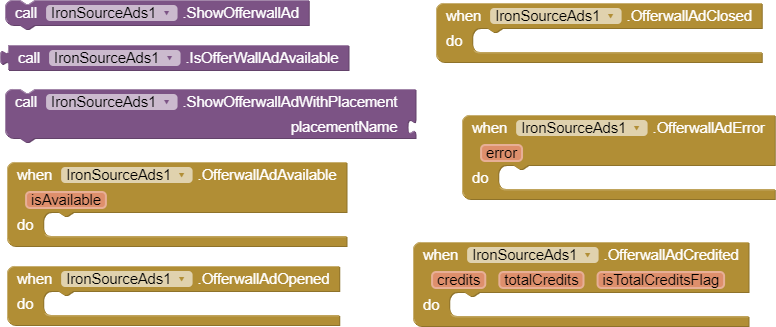 call IronSourceAds1 .ShowOfferwallAd
call IronSourceAds1 .IsOfferWallAdAvailable
call IronSourceAds1 .ShowOfferwallAdWithPlacement
placementName
when IronSourceAds1 .OfferwallAdAvailable
isAvailable
do
when IronSourceAds1 .OfferwallAdOpened
do
when IronSourceAds1 .OfferwallAdClosed
do
when IronSourceAds1 .OfferwallAdError
error
do
when IronSourceAds1 .OfferwallAdCredited
credits totalCredits isTotalCreditsFlag
do